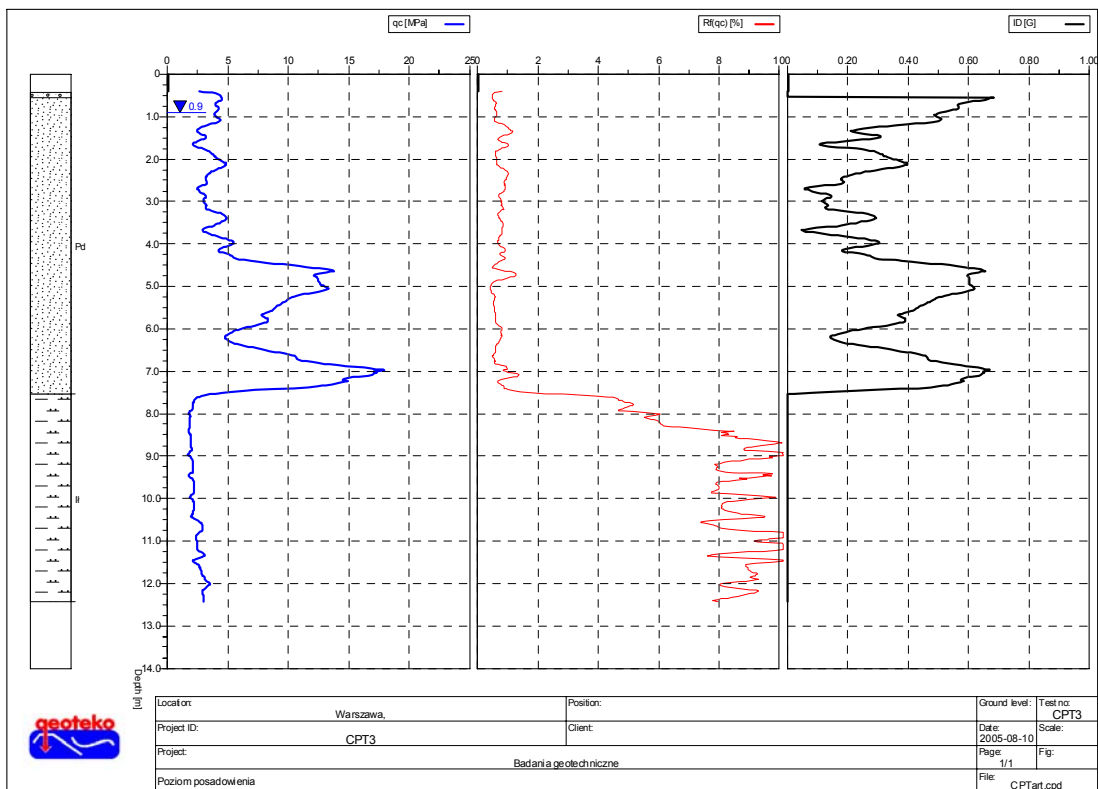 qc [MPa]
Rf(qc) [%]
ID [G]
0 5 10 15 20 25
0 2 4 6 8 10
0.20 0.40 0.60 0.80 1.00
0
0.9
1.0
2.0
3.0
4.0
Pd
5.0
6.0
7.0
8.0
9.0
10.0
11.0
12.0
13.0
14.0
Depth [m]
geoteko
Location:
Warszawa,
Position:
Ground level:
Test no:
CPT3
Project ID:
CPT3
Client:
Date:
2005-08-10
Scale:
Project:
Badania geotechniczne
Page:
1/1
Fig:
Poziom posadowienia
File:
CPTart.cpd